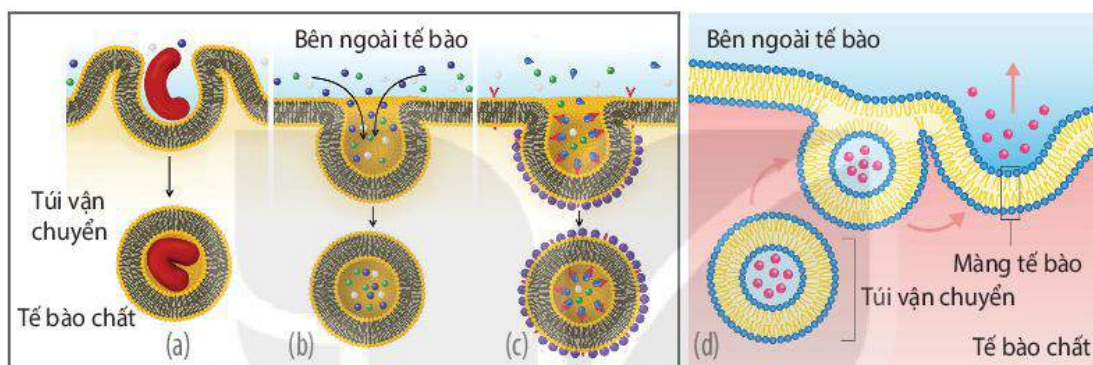 Bên ngoài tế bào
Túi vận
chuyển
Tế bào chất
(a)
(b)
(c)
Bên ngoài tế bào
Màng tế bào
Túi vận chuyển
(d)
Tế bào chất